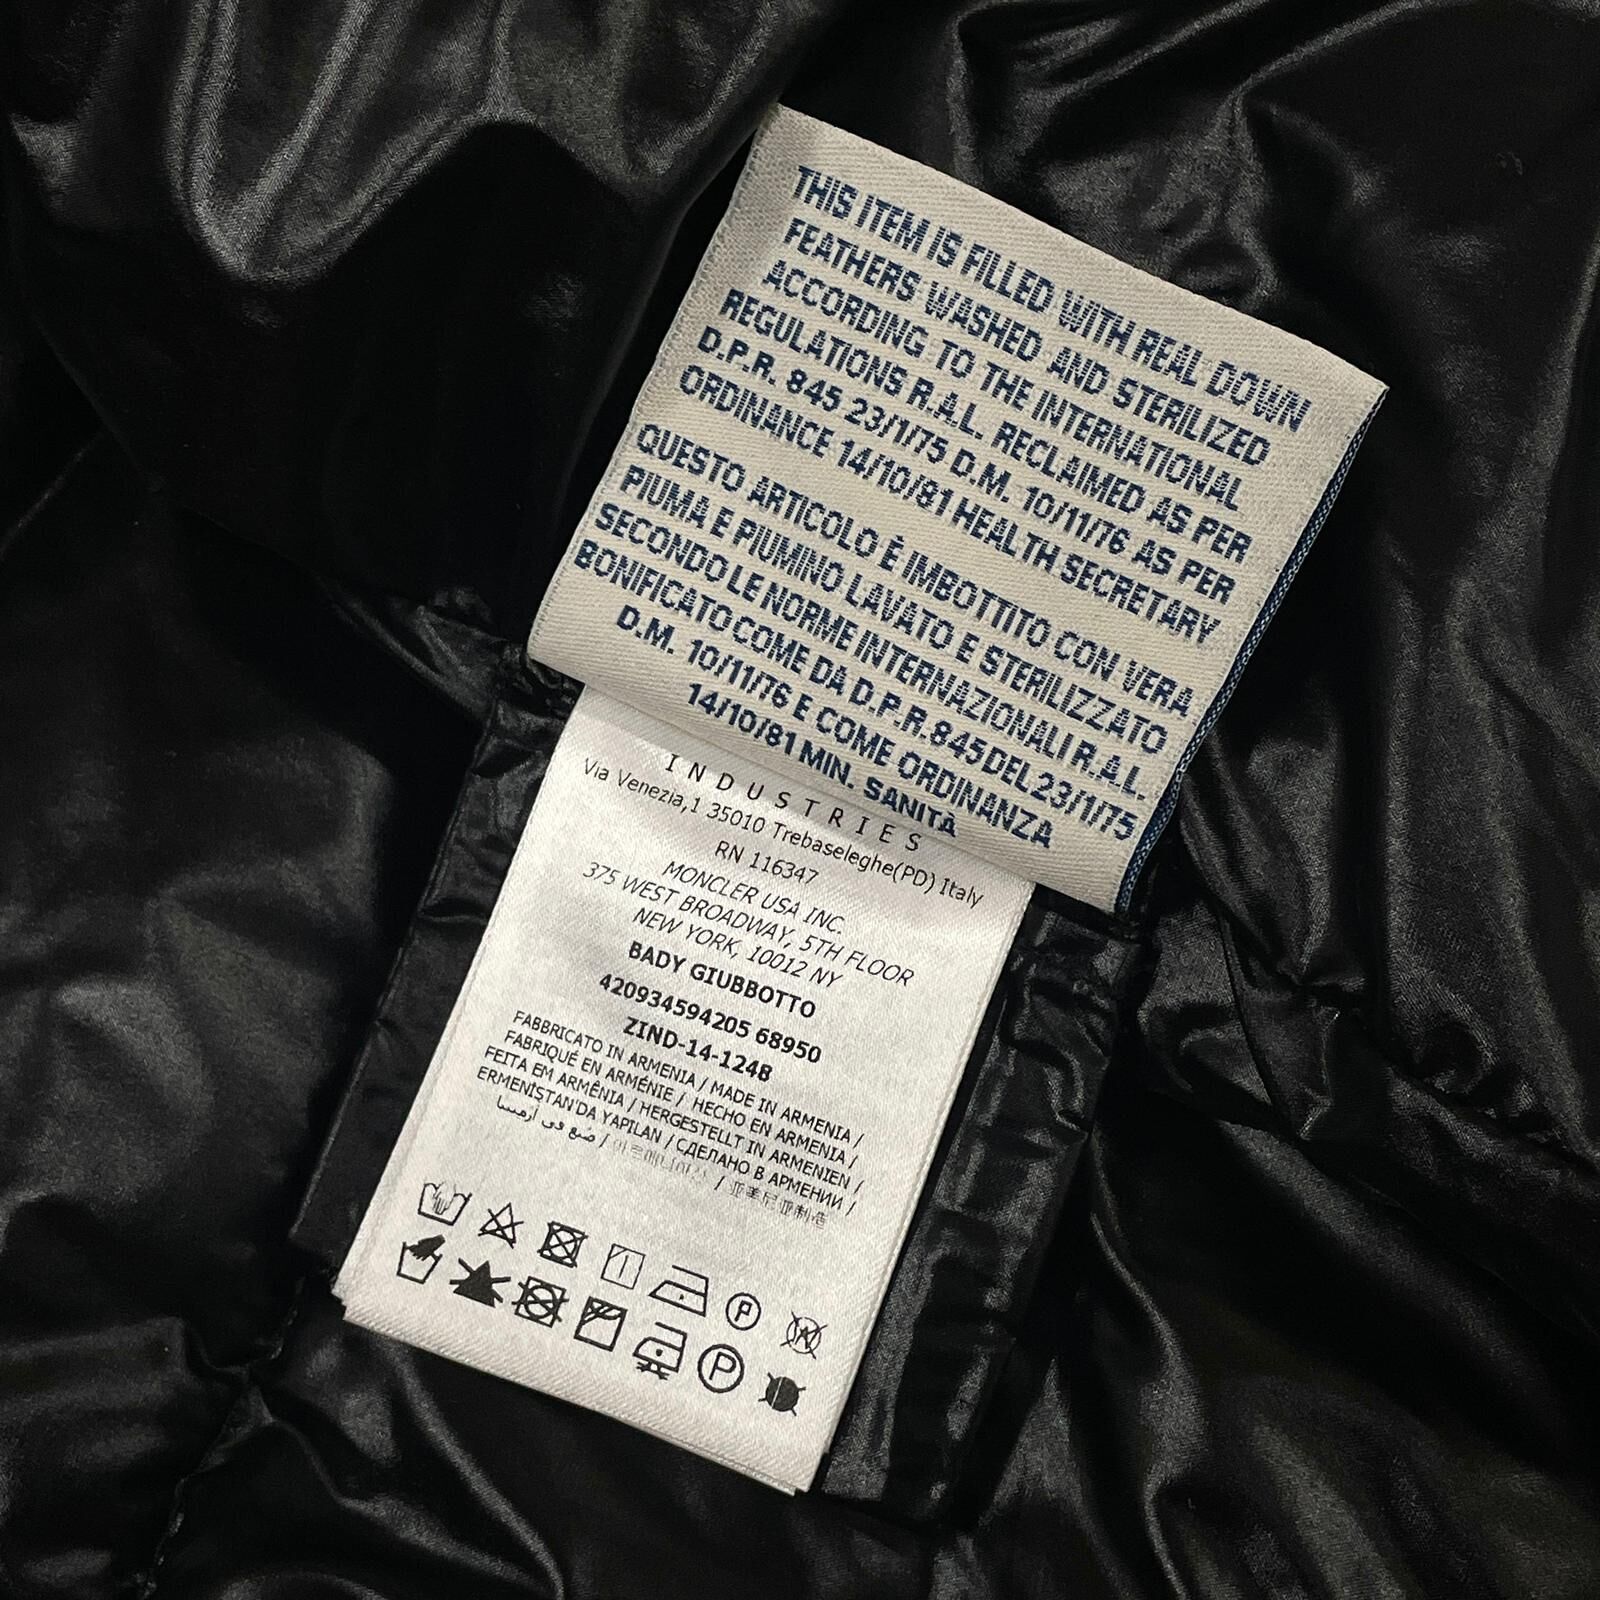 THIS ITEM IS FILLED WITH REAL DOWN
FEATHERS WASHED AND STERILIZED
ACCORDING TO THE INTERNATIONAL
REGULATIONS R.A.L. RECLAIMED AS PER
D.P.R. 845 23/1/75 D.M. 10/11/76 AS PER
ORDINANCE 14/10/81 HEALTH SECRETARY
QUESTO ARTICOLO È IMBOTTITO CON VERA
PIUMA E PIUMINO LAVATO E STERILIZZATO
SECONDO LE NORME INTERNAZIONALI R.A.L.
BONIFICATO COME DA D.P.R. 845 DEL 23/1/75
D.M. 10/11/76 E COME ORDINANZA
14/10/81 MIN. SANITÀ
INDUSTRIES
Via Venezia,1 35010 Trebaseleghe(PD) Italy
RN 116347
MONCLER USA INC.
375 WEST BROADWAY, 5TH FLOOR
NEW YORK, 10012 NY
BADY GIUBBOTTO
420934594205 68950
ZIND-14-1248
FABBRICATO IN ARMENIA / MADE IN ARMENIA /
FABRIQUÉ EN ARMÉNIE / HECHO EN ARMENIA /
FEITA EM ARMÊNIA / HERGESTELLT IN ARMENIEN /
ERMENİSTAN'DA YAPILAN / СДЕЛАНО В АРМЕНИИ /
صنع في أرمينيا / / 亚美尼亚制造
P
W
P